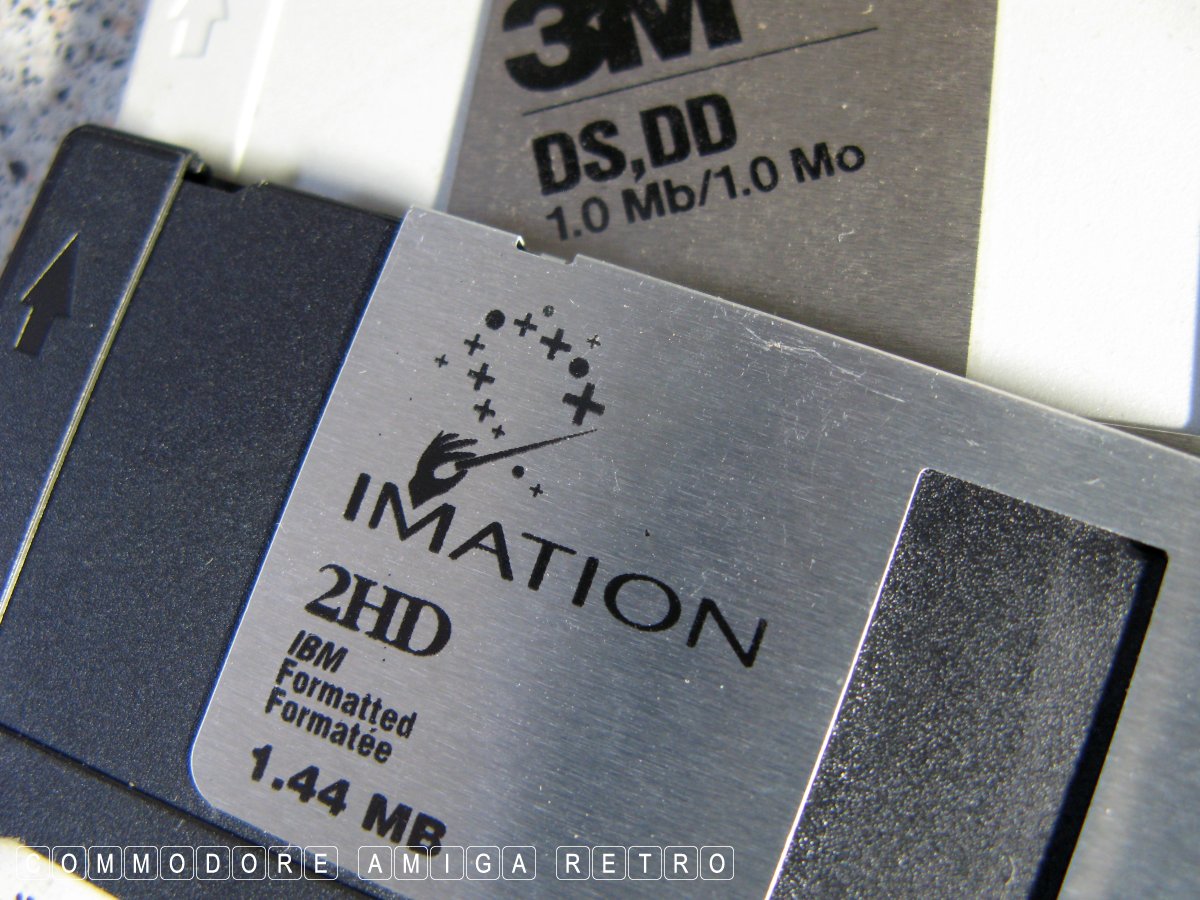 3M
DS,DD
1.0 Mb/1.0 Mo
IMATION
2HD
IBM
Formatted
Formatée
1.44 MB
COMMODORE AMIGA RETRO